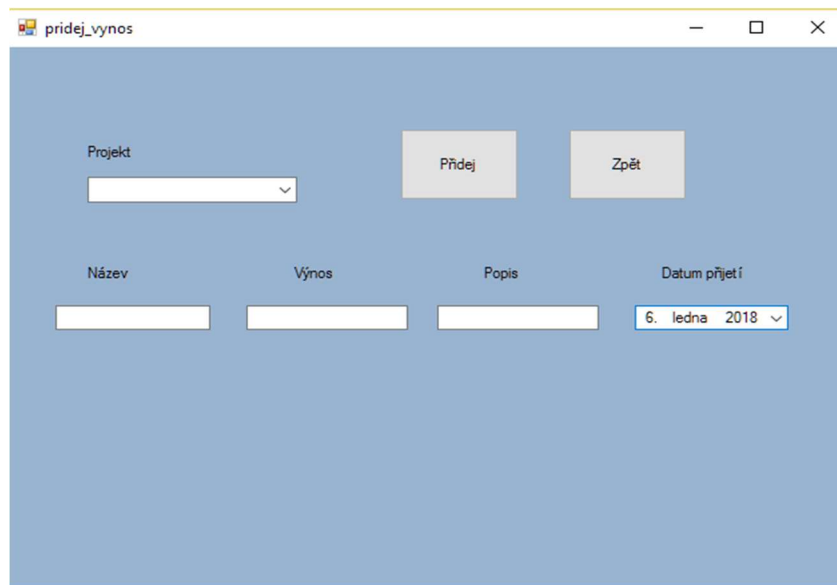 pridej_vynos
Projekt
Přidej
Zpět
Název Výnos Popis Datum přijetí
6. ledna 2018